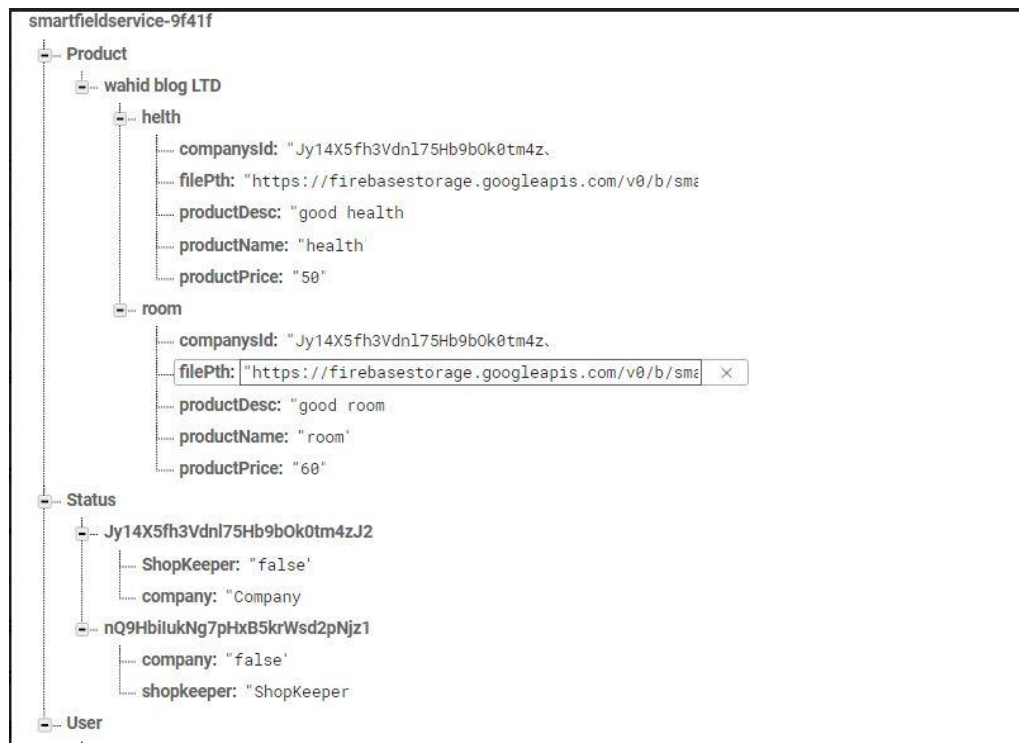 smartfieldservice-9f41f
Product
wahid blog LTD
helth
companysId: "Jy14X5fh3Vdnl75Hb9bOk0tm4z、
filePth: "https://firebasestorage.googleapis.com/v0/b/sma
productDesc: "good health
productName: "health'
productPrice: "50"
room
companysId: "Jy14X5fh3Vdnl75Hb9bOk0tm4z、
filePth: "https://firebasestorage.googleapis.com/v0/b/sma
productDesc: "good room
productName: "room'
productPrice: "60"
Status
Jy14X5fh3Vdnl75Hb9bOk0tm4zJ2
ShopKeeper: "false'
company: "Company
nQ9HbiIukNg7pHxB5krWsd2pNjz1
company: "false'
shopkeeper: "ShopKeeper
User